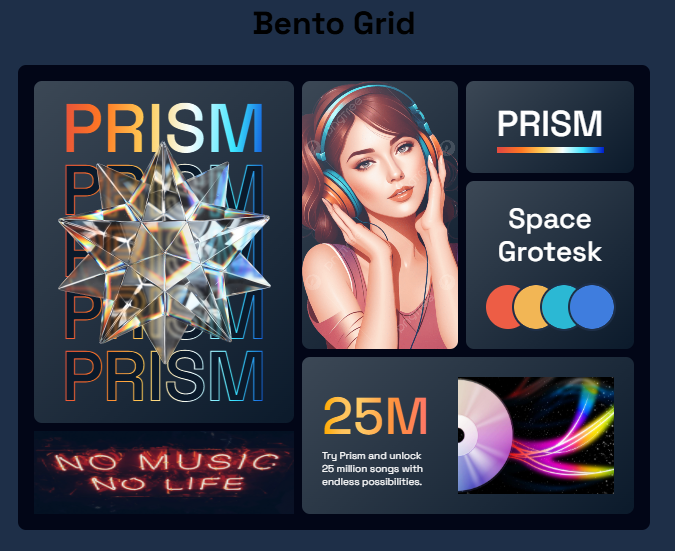 Bento Grid
PRISM
PRISM
PRISM
PRISM
PRISM
NO MUSIC
NO LIFE
PRISM
Space
Grotesk
25M
Try Prism and unlock
25 million songs with
endless possibilities.